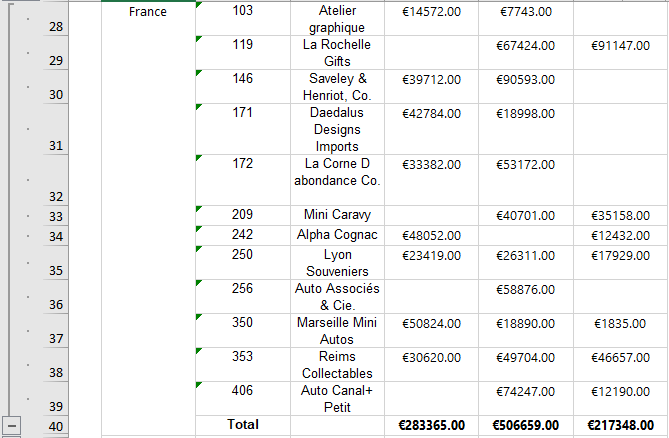 28 France 103 Atelier graphique €14572.00 €7743.00
29 119 La Rochelle Gifts €67424.00 €91147.00
30 146 Saveley & Henriot, Co. €39712.00 €90593.00
31 171 Daedalus Designs Imports €42784.00 €18998.00
32 172 La Corne D abondance Co. €33382.00 €53172.00
33 209 Mini Caravy €40701.00 €35158.00
34 242 Alpha Cognac €48052.00 €12432.00
35 250 Lyon Souveniers €23419.00 €26311.00 €17929.00
36 256 Auto Associés & Cie. €58876.00
37 350 Marseille Mini Autos €50824.00 €18890.00 €1835.00
38 353 Reims Collectables €30620.00 €49704.00 €46657.00
39 406 Auto Canal+ Petit €74247.00 €12190.00
40 Total €283365.00 €506659.00 €217348.00